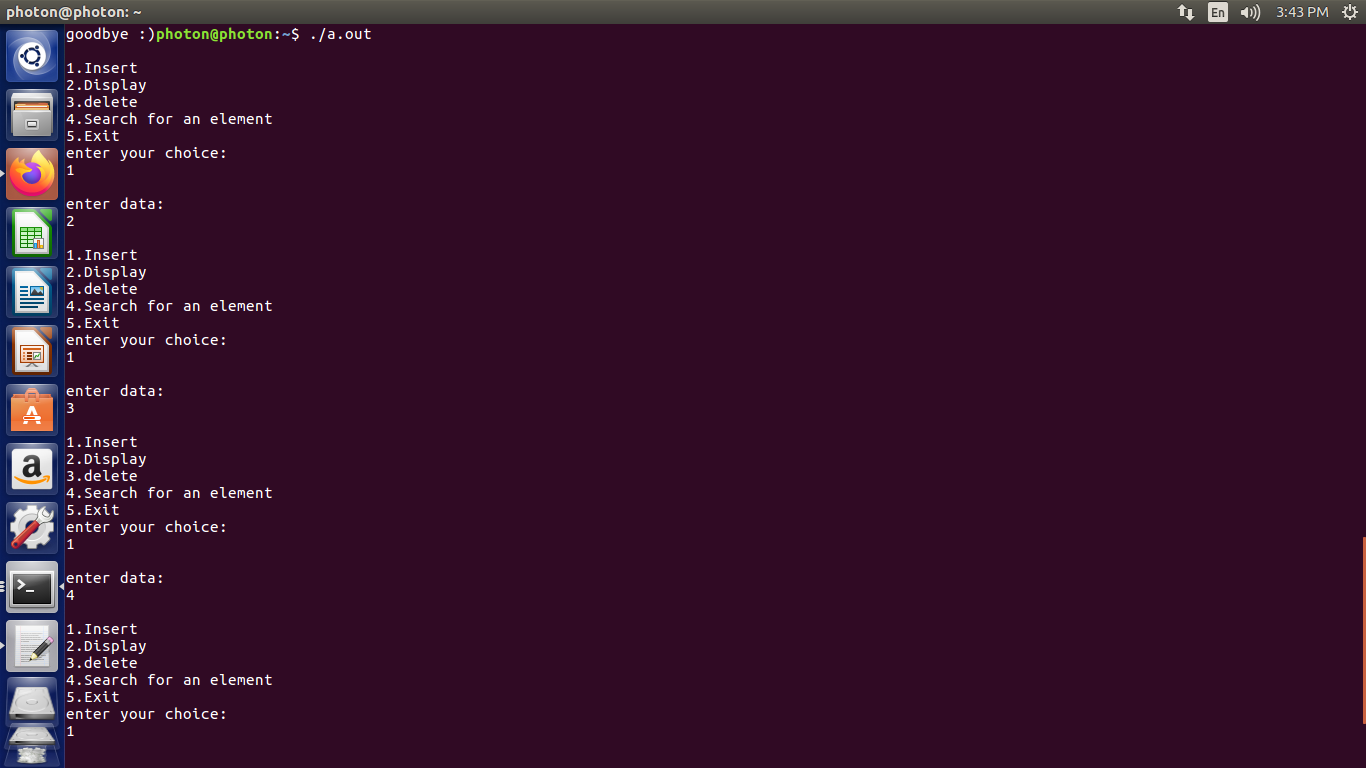 photon@photon: ~
En
3:43 PM
goodbye :)photon@photon:~$ ./a.out
1.Insert
2.Display
3.delete
4.Search for an element
5.Exit
enter your choice:
1
enter data:
2
1.Insert
2.Display
3.delete
4.Search for an element
5.Exit
enter your choice:
1
enter data:
3
1.Insert
2.Display
3.delete
4.Search for an element
5.Exit
enter your choice:
1
enter data:
4
1.Insert
2.Display
3.delete
4.Search for an element
5.Exit
enter your choice:
1